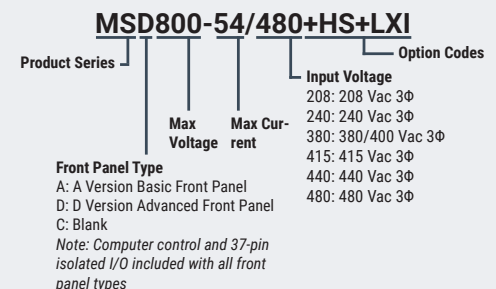 MSD800-54/480+HS+LXI
Product Series
Option Codes
Input Voltage
208: 208 Vac 3Φ
240: 240 Vac 3Φ
380: 380/400 Vac 3Φ
415: 415 Vac 3Φ
440: 440 Vac 3Φ
480: 480 Vac 3Φ
Max
Voltage
Max Cur-
rent
Front Panel Type
A: A Version Basic Front Panel
D: D Version Advanced Front Panel
C: Blank
Note: Computer control and 37-pin
isolated I/O included with all front
panel types